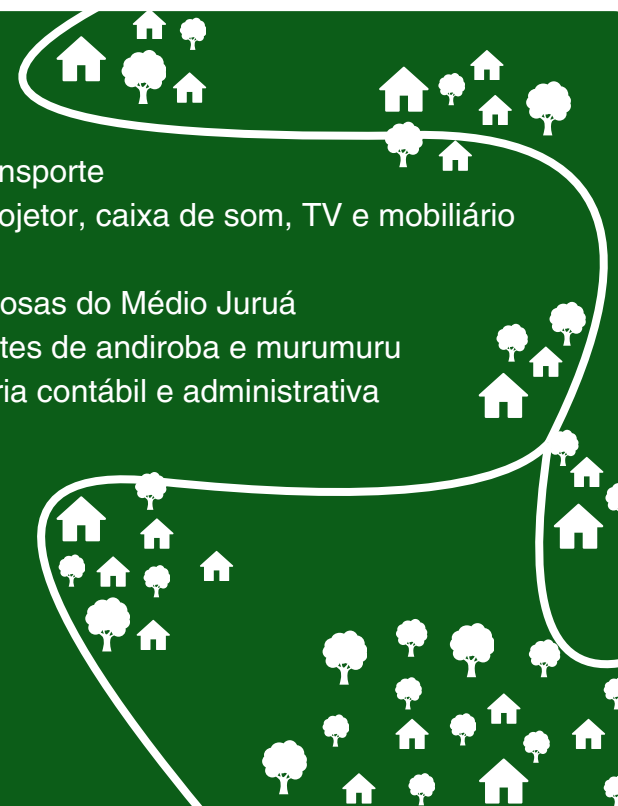 nsporte
ojetor, caixa de som, TV e mobiliário
osas do Médio Juruá
tes de andiroba e murumuru
ria contábil e administrativa